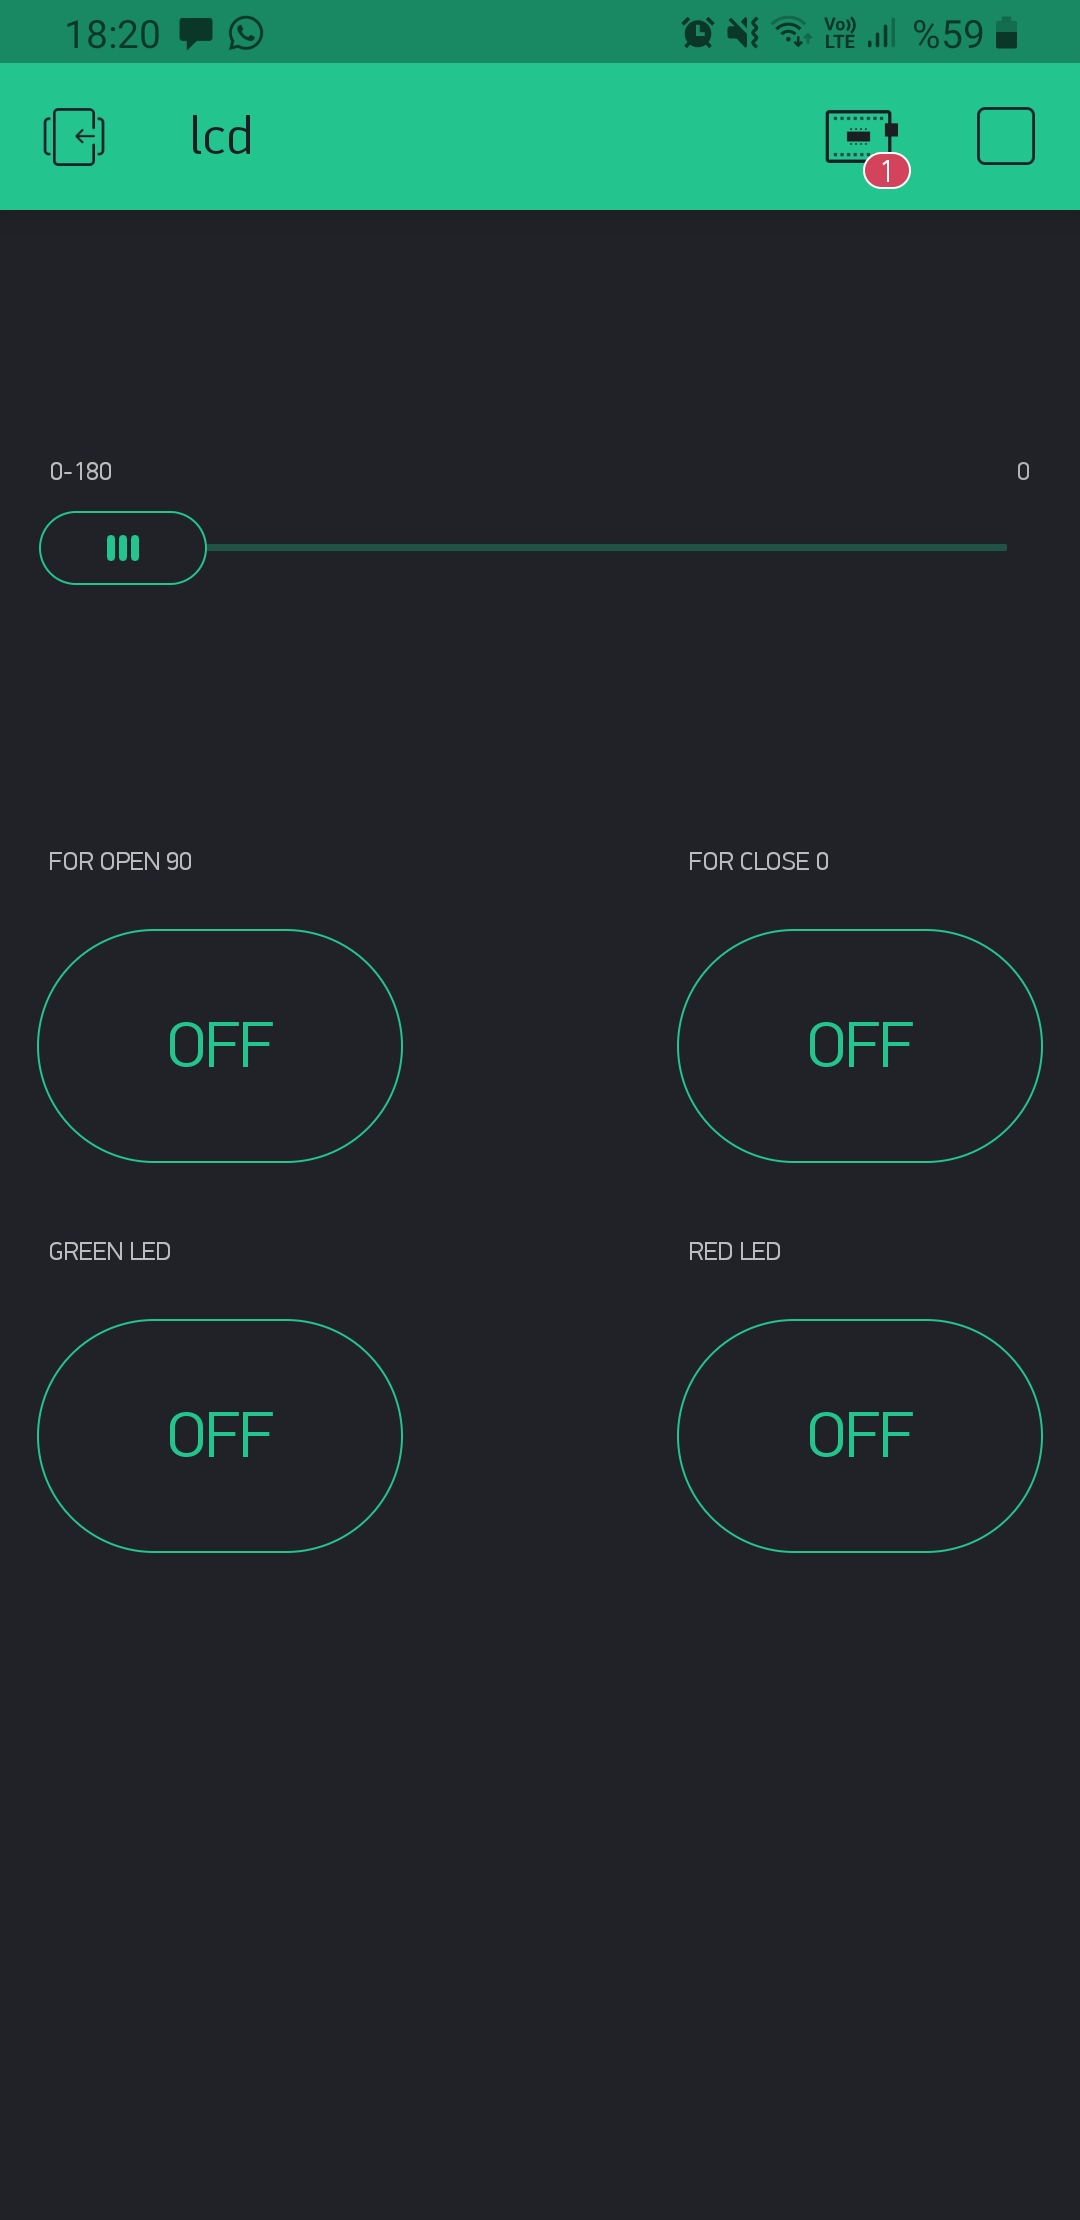 18:20 Vo)) LTE %59
lcd
1
0-180 0
FOR OPEN 90 FOR CLOSE 0
OFF OFF
GREEN LED RED LED
OFF OFF